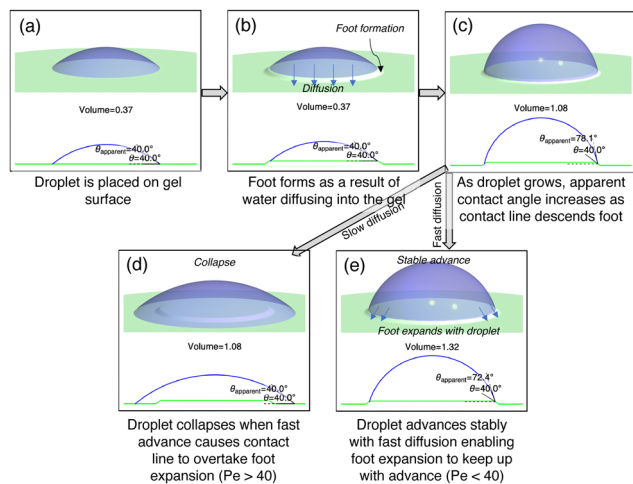 (a)
Volume=0.37
θapparent=40.0°
θ=40.0°
Droplet is placed on gel
surface
(b)
Foot formation
Diffusion
Volume=0.37
θapparent=40.0°
θ=40.0°
Foot forms as a result of
water diffusing into the gel
(c)
Volume=1.08
θapparent=78.1°
θ=40.0°
As droplet grows, apparent
contact angle increases as
contact line descends foot
Slow diffusion
Fast diffusion
(d)
Collapse
Volume=1.08
θapparent=40.0°
θ=40.0°
Droplet collapses when fast
advance causes contact
line to overtake foot
expansion (Pe > 40)
(e)
Stable advance
Foot expands with droplet
Volume=1.32
θapparent=72.4°
θ=40.0°
Droplet advances stably
with fast diffusion enabling
foot expansion to keep up
with advance (Pe < 40)